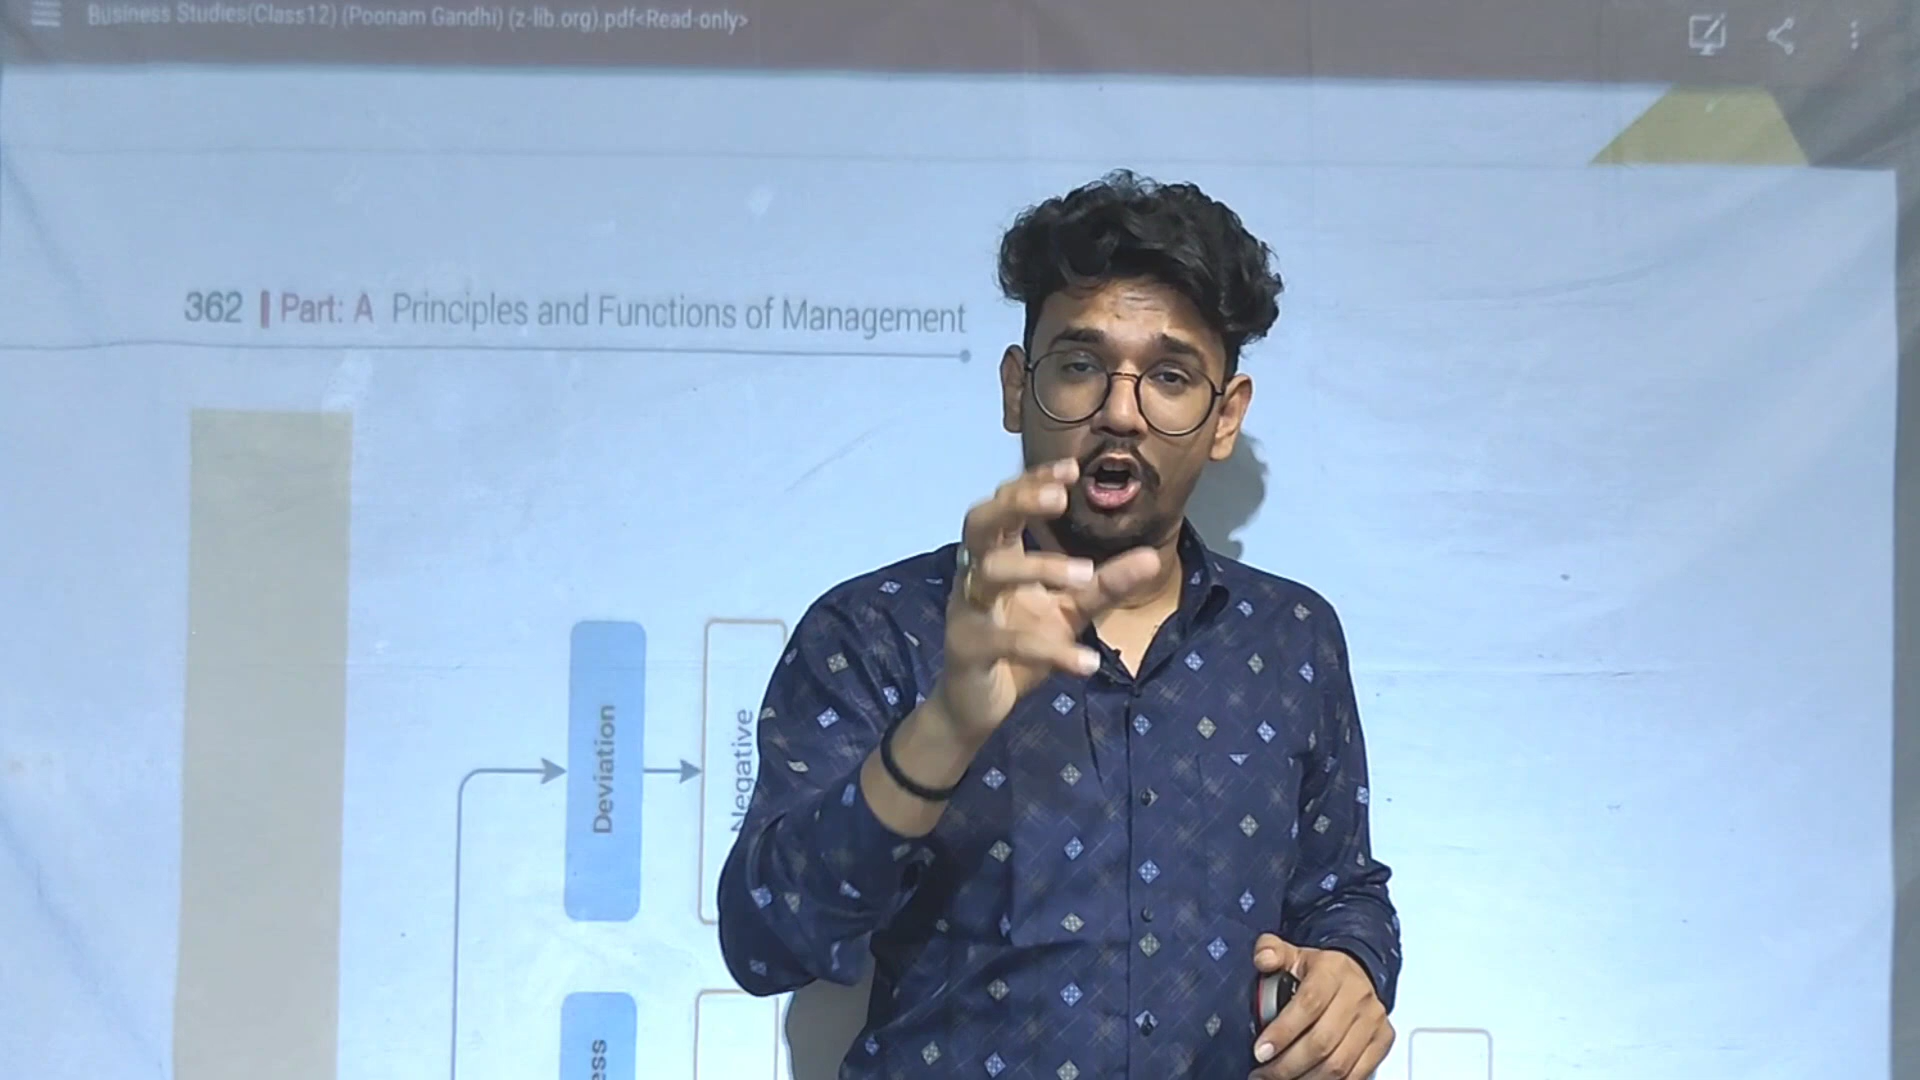 Business Studies(Class12) (Poonam Gandhi) (z-lib.org).pdf<Read-only>
362 | Part: A Principles and Functions of Management
Deviation
Negative
ess